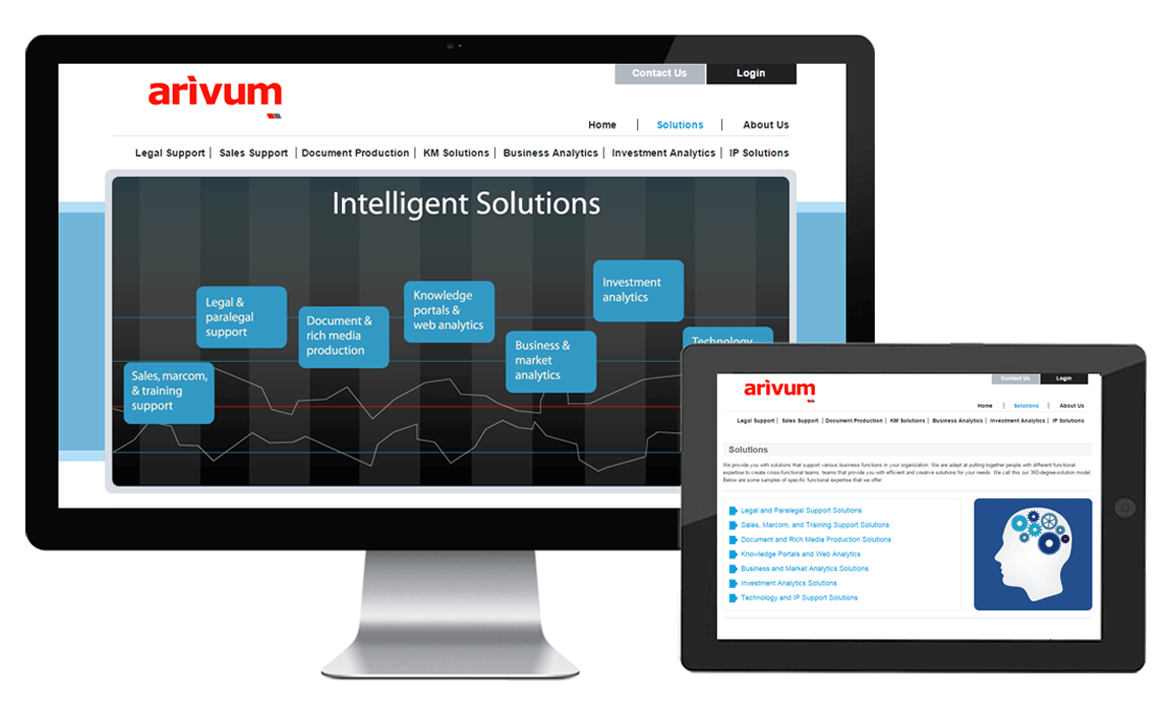 arivum
Contact Us Login
Home | Solutions | About Us
Legal Support | Sales Support | Document Production | KM Solutions | Business Analytics | Investment Analytics | IP Solutions
Intelligent Solutions
Sales, marcom,
& training
support
Legal &
paralegal
support
Document &
rich media
production
Knowledge
portals &
web analytics
Business &
market
analytics
Investment
analytics
Technology
arivum
Contact Us Login
Home | Solutions | About Us
Legal Support | Sales Support | Document Production | KM Solutions | Business Analytics | Investment Analytics | IP Solutions
Solutions
We provide you with solutions that support various business functions in your organization. We are adept at putting together people with different functional
expertise to create cross-functional teams, teams that provide you with efficient and creative solutions for your needs. We call this our 360-degree-solution model.
Below are some samples of specific functional expertise that we offer:
Legal and Paralegal Support Solutions
Sales, Marcom, and Training Support Solutions
Document and Rich Media Production Solutions
Knowledge Portals and Web Analytics
Business and Market Analytics Solutions
Investment Analytics Solutions
Technology and IP Support Solutions